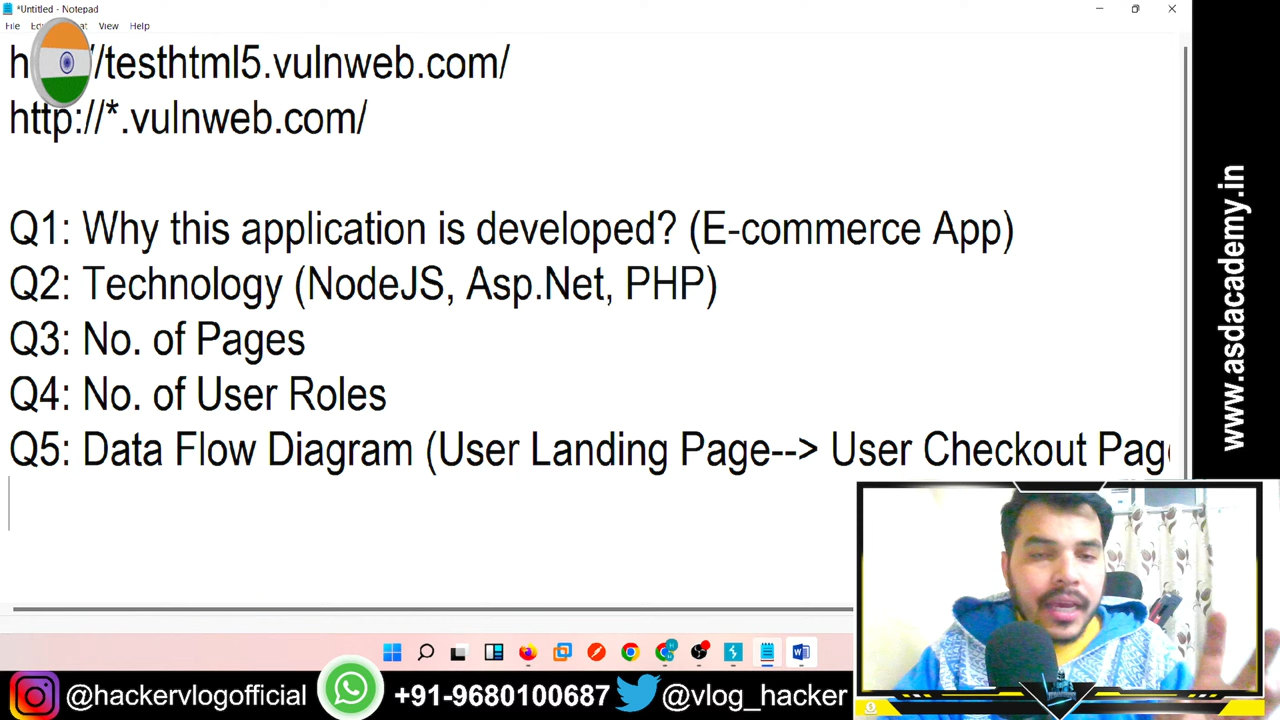 *Untitled - Notepad
File
View
Help
//testhtml5.vulnweb.com/
http://*.vulnweb.com/
Q1: Why this application is developed? (E-commerce App)
Q2: Technology (NodeJS, Asp.Net, PHP)
Q3: No. of Pages
Q4: No. of User Roles
Q5: Data Flow Diagram (User Landing Page--> User Checkout Page
www.asdacademy.in
@hackervlogofficial
+91-9680100687
@vlog_hacker